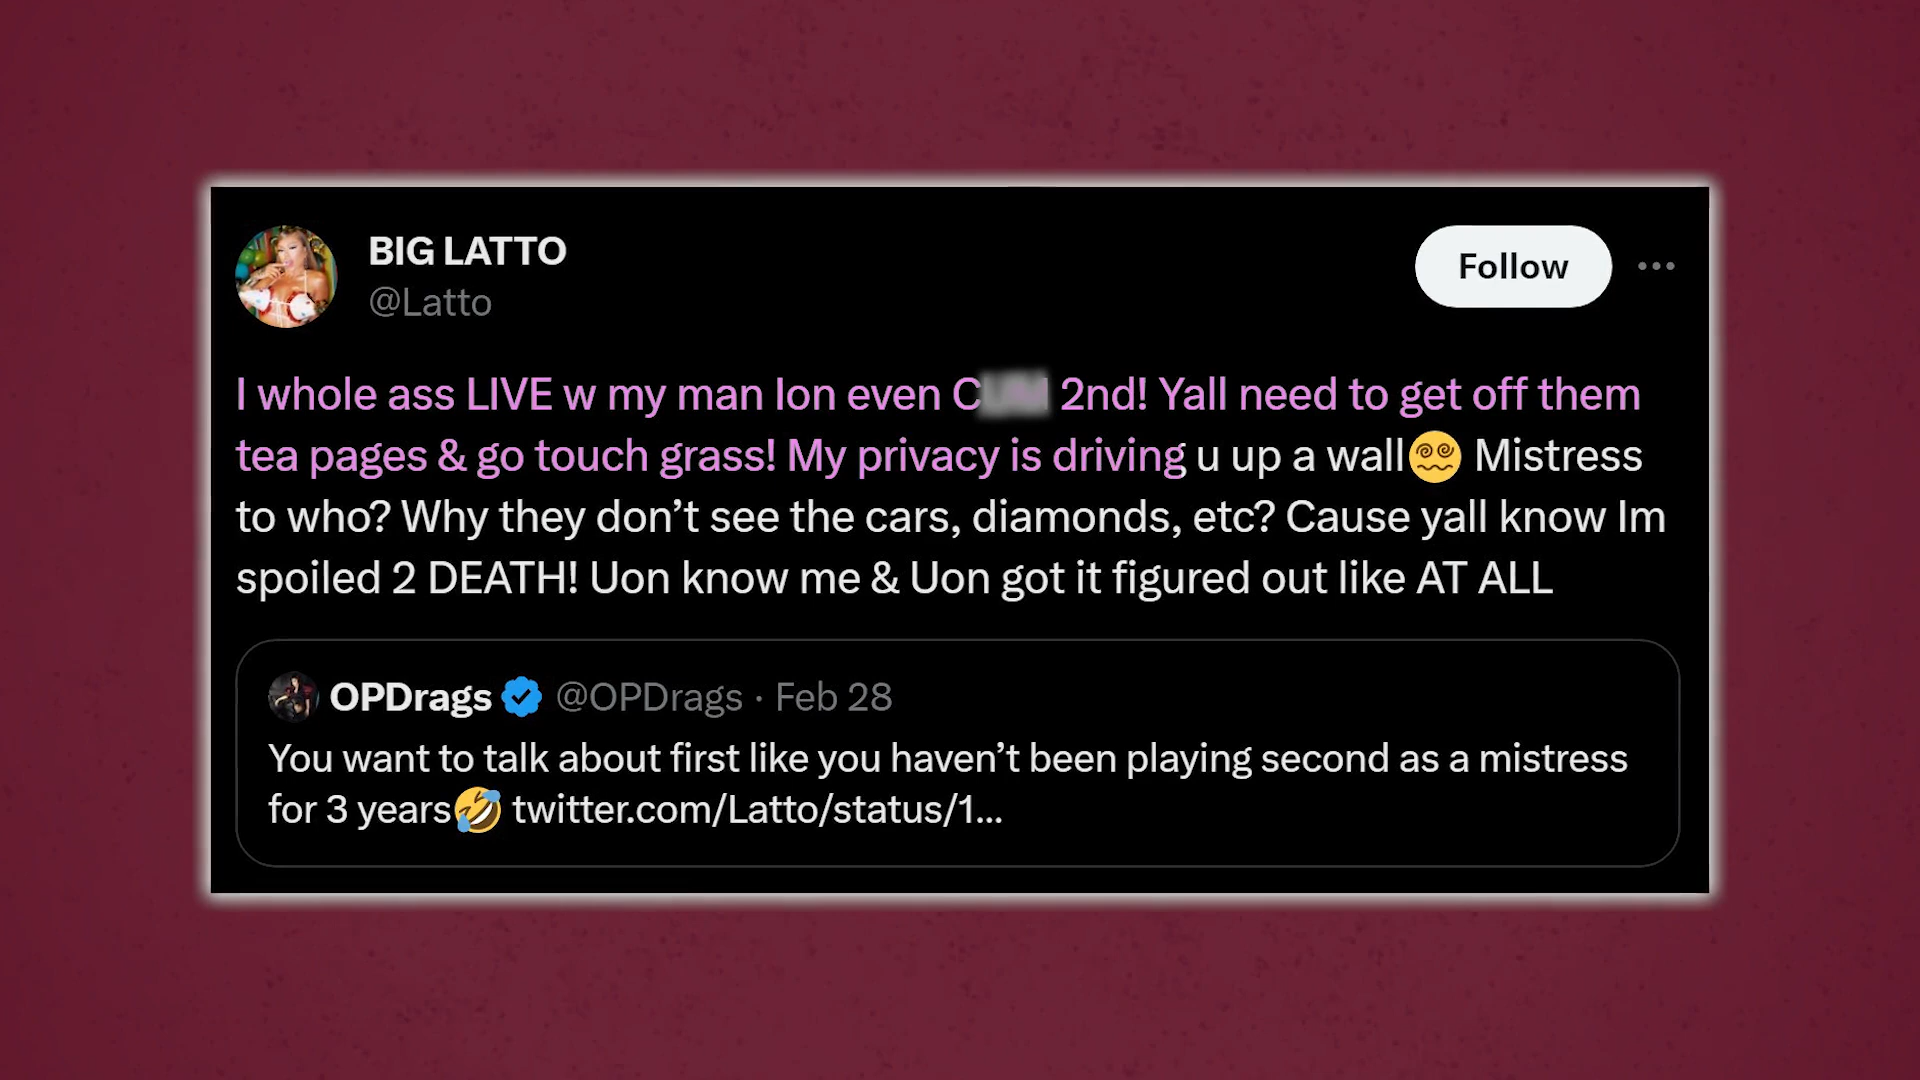 BIG LATTO
@Latto
Follow
I whole ass LIVE w my man Ion even C 2nd! Yall need to get off them
tea pages & go touch grass! My privacy is driving u up a wall😵‍💫 Mistress
to who? Why they don’t see the cars, diamonds, etc? Cause yall know Im
spoiled 2 DEATH! Uon know me & Uon got it figured out like AT ALL
OPDrags @OPDrags · Feb 28
You want to talk about first like you haven’t been playing second as a mistress
for 3 years🤣 twitter.com/Latto/status/1...